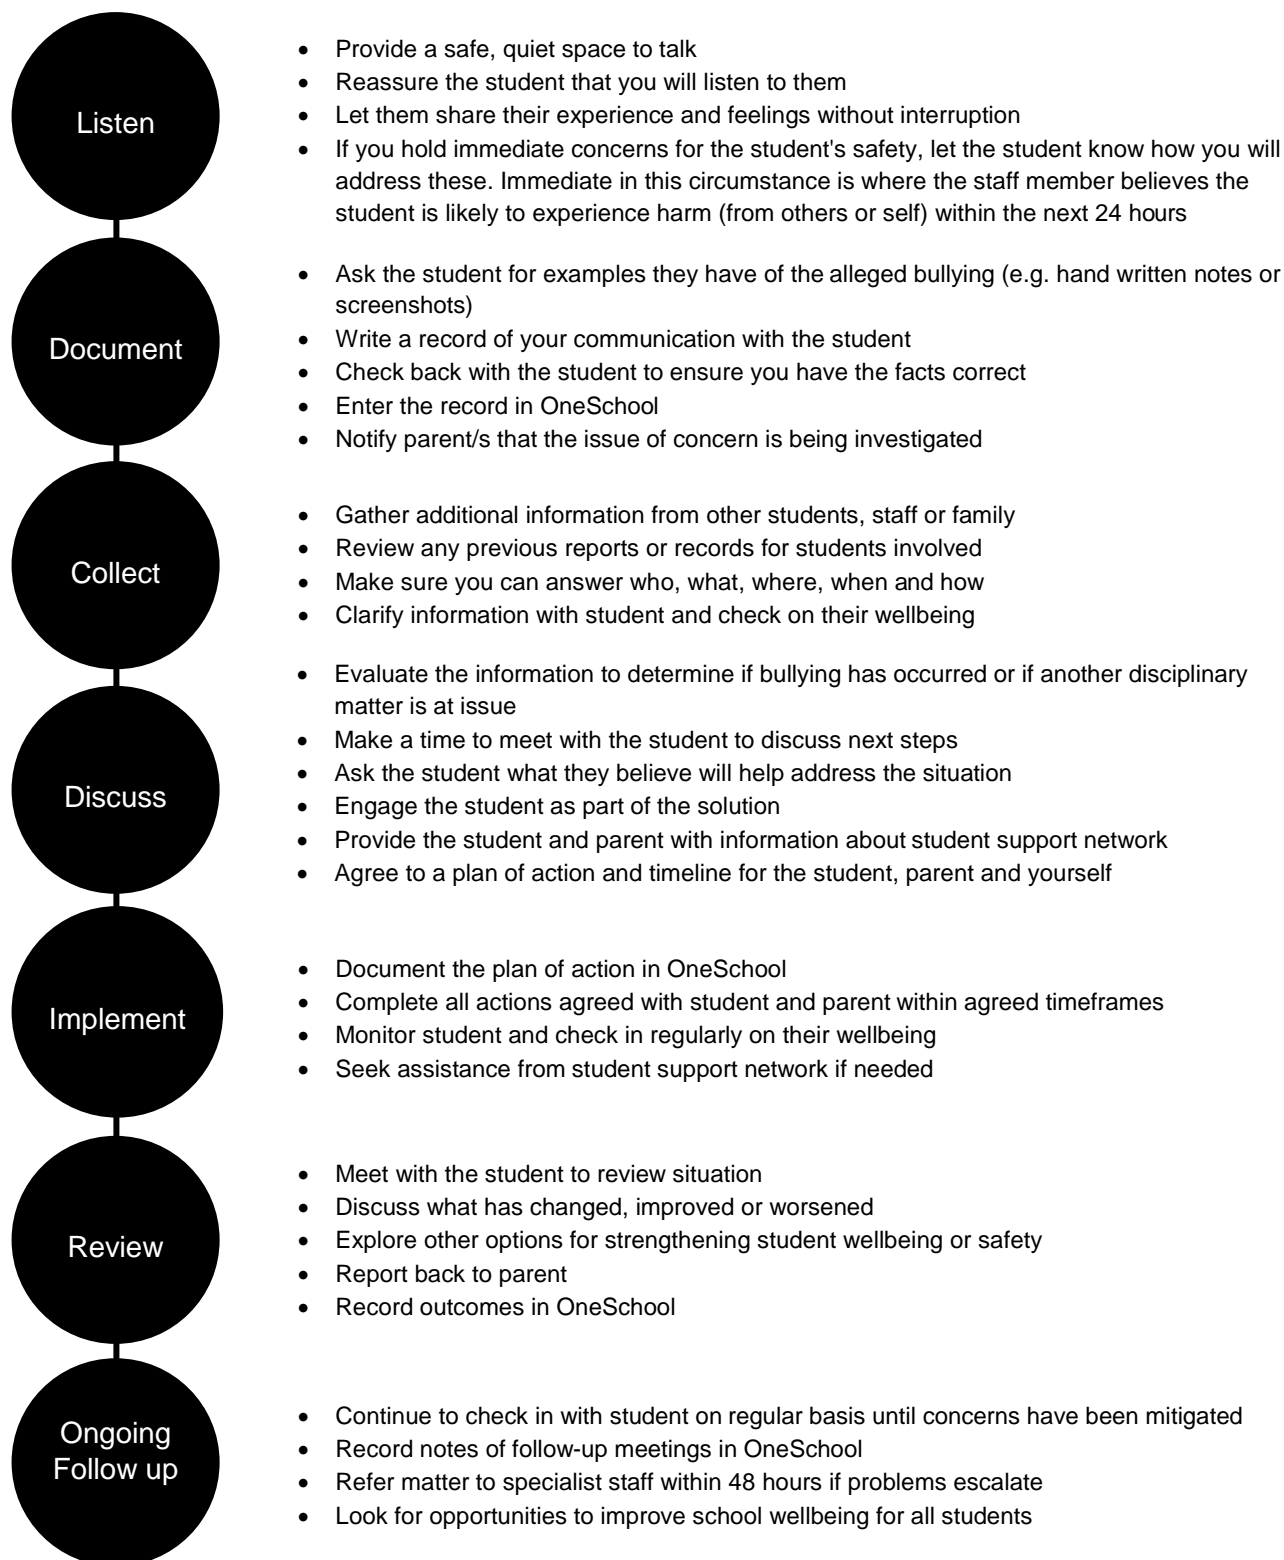 Listen
• Provide a safe, quiet space to talk
• Reassure the student that you will listen to them
• Let them share their experience and feelings without interruption
• If you hold immediate concerns for the student's safety, let the student know how you will
address these. Immediate in this circumstance is where the staff member believes the
student is likely to experience harm (from others or self) within the next 24 hours
Document
• Ask the student for examples they have of the alleged bullying (e.g. hand written notes or
screenshots)
• Write a record of your communication with the student
• Check back with the student to ensure you have the facts correct
• Enter the record in OneSchool
• Notify parent/s that the issue of concern is being investigated
Collect
• Gather additional information from other students, staff or family
• Review any previous reports or records for students involved
• Make sure you can answer who, what, where, when and how
• Clarify information with student and check on their wellbeing
Discuss
• Evaluate the information to determine if bullying has occurred or if another disciplinary
matter is at issue
• Make a time to meet with the student to discuss next steps
• Ask the student what they believe will help address the situation
• Engage the student as part of the solution
• Provide the student and parent with information about student support network
• Agree to a plan of action and timeline for the student, parent and yourself
Implement
• Document the plan of action in OneSchool
• Complete all actions agreed with student and parent within agreed timeframes
• Monitor student and check in regularly on their wellbeing
• Seek assistance from student support network if needed
Review
• Meet with the student to review situation
• Discuss what has changed, improved or worsened
• Explore other options for strengthening student wellbeing or safety
• Report back to parent
• Record outcomes in OneSchool
Ongoing
Follow up
• Continue to check in with student on regular basis until concerns have been mitigated
• Record notes of follow-up meetings in OneSchool
• Refer matter to specialist staff within 48 hours if problems escalate
• Look for opportunities to improve school wellbeing for all students